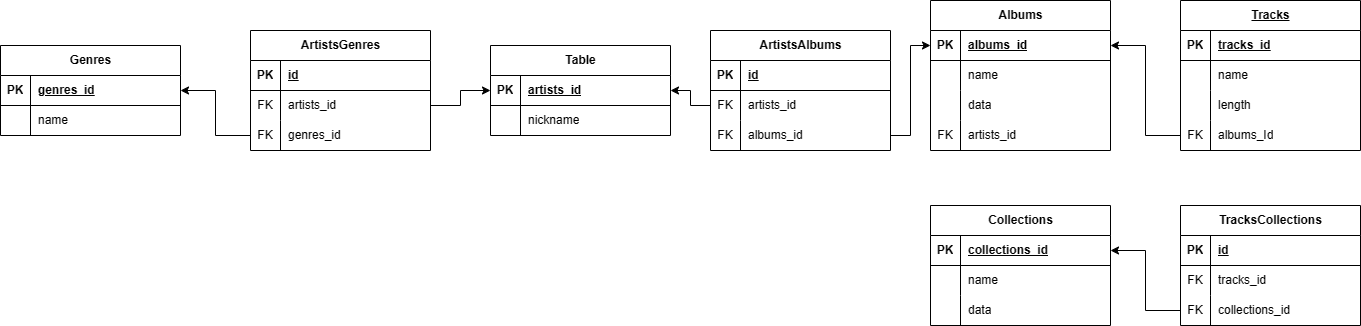 Genres
PK genres_id
name
ArtistsGenres
PK id
FK artists_id
FK genres_id
Table
PK artists_id
nickname
ArtistsAlbums
PK id
FK artists_id
FK albums_id
Albums
PK albums_id
name
data
FK artists_id
Tracks
PK tracks_id
name
length
FK albums_Id
Collections
PK collections_id
name
data
TracksCollections
PK id
FK tracks_id
FK collections_id